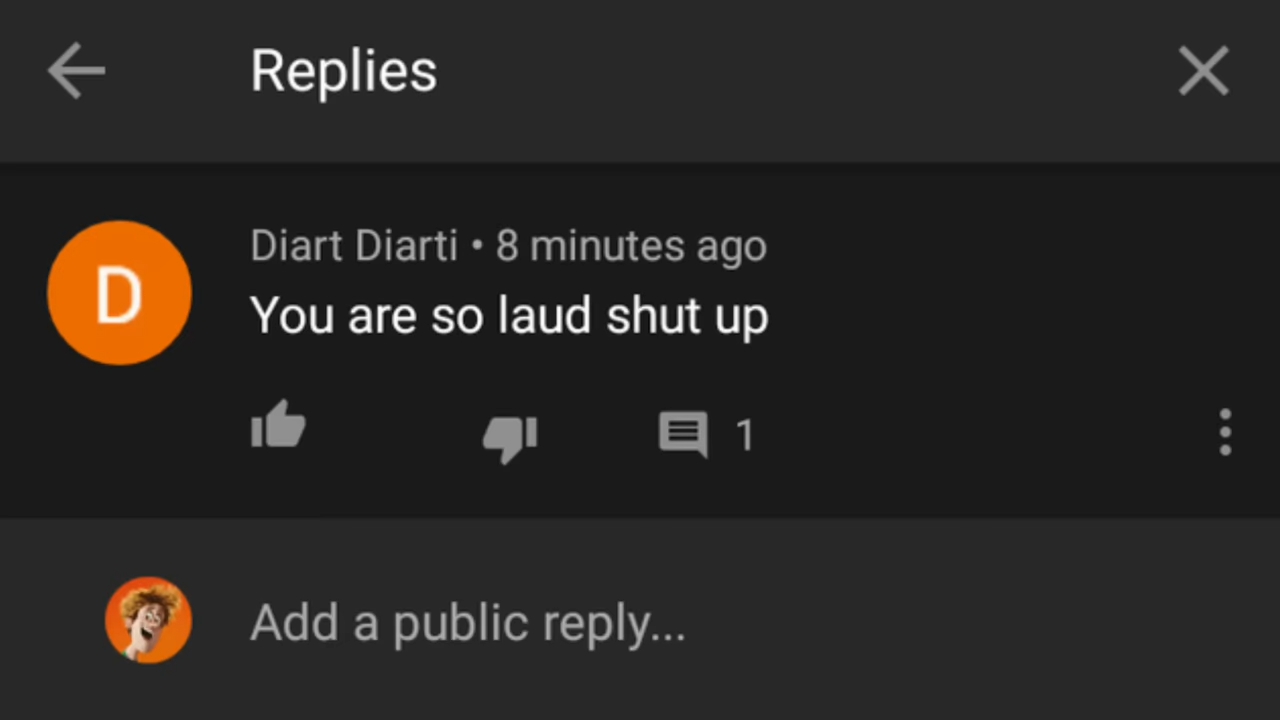 Replies
D
Diart Diarti • 8 minutes ago
You are so laud shut up
1
Add a public reply...